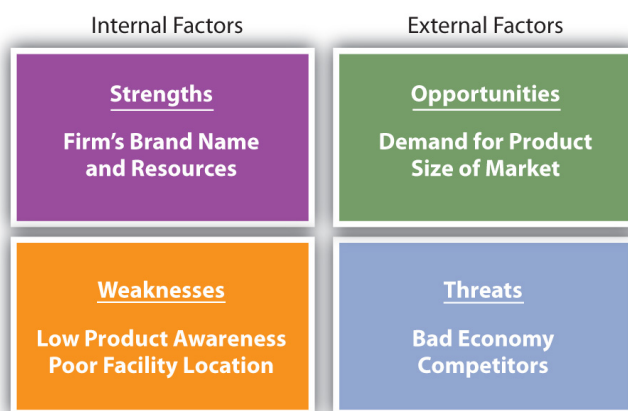 Internal Factors
External Factors
Strengths
Firm’s Brand Name
and Resources
Opportunities
Demand for Product
Size of Market
Weaknesses
Low Product Awareness
Poor Facility Location
Threats
Bad Economy
Competitors